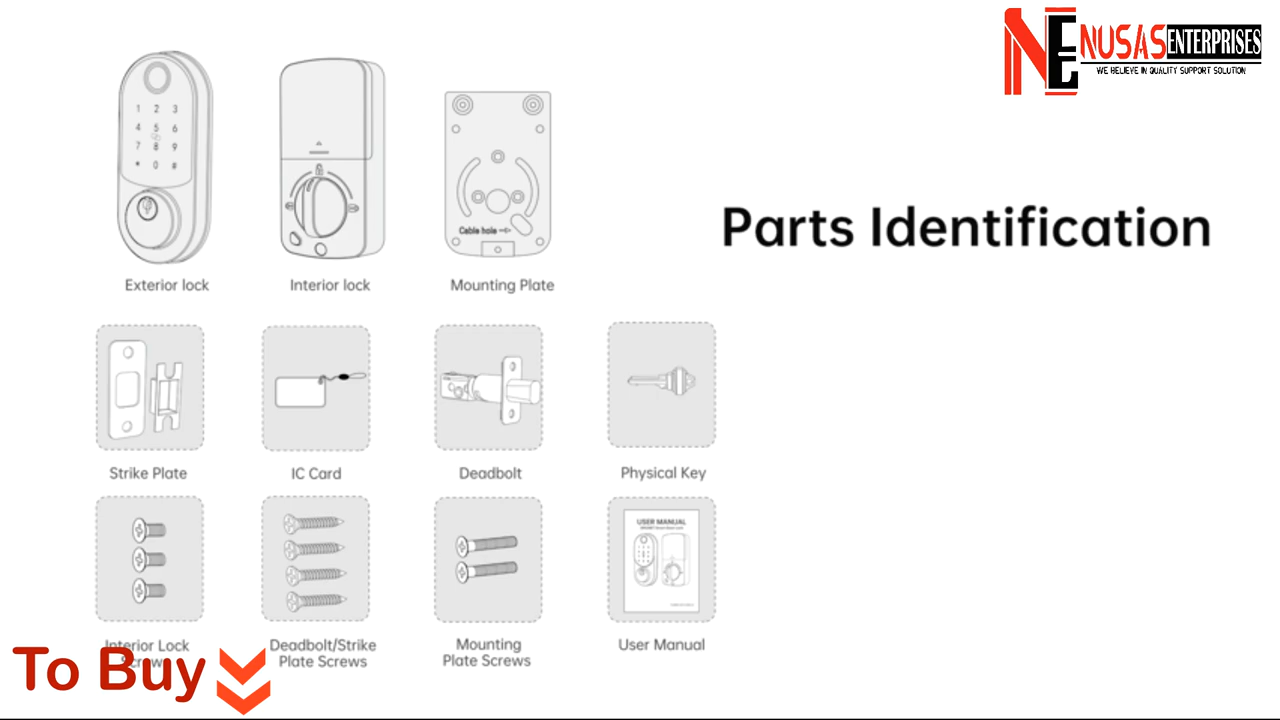 NE NUSAS ENTERPRISES
WE BELIEVE IN QUALITY SUPPORT SOLUTION
1 2 3
4 5 6
7 8 9
* 0 #
Cable hole
Parts Identification
Exterior lock
Interior lock
Mounting Plate
Strike Plate
IC Card
Deadbolt
Physical Key
USER MANUAL
Interior Lock
Screws
Deadbolt/Strike
Plate Screws
Mounting
Plate Screws
User Manual
To Buy